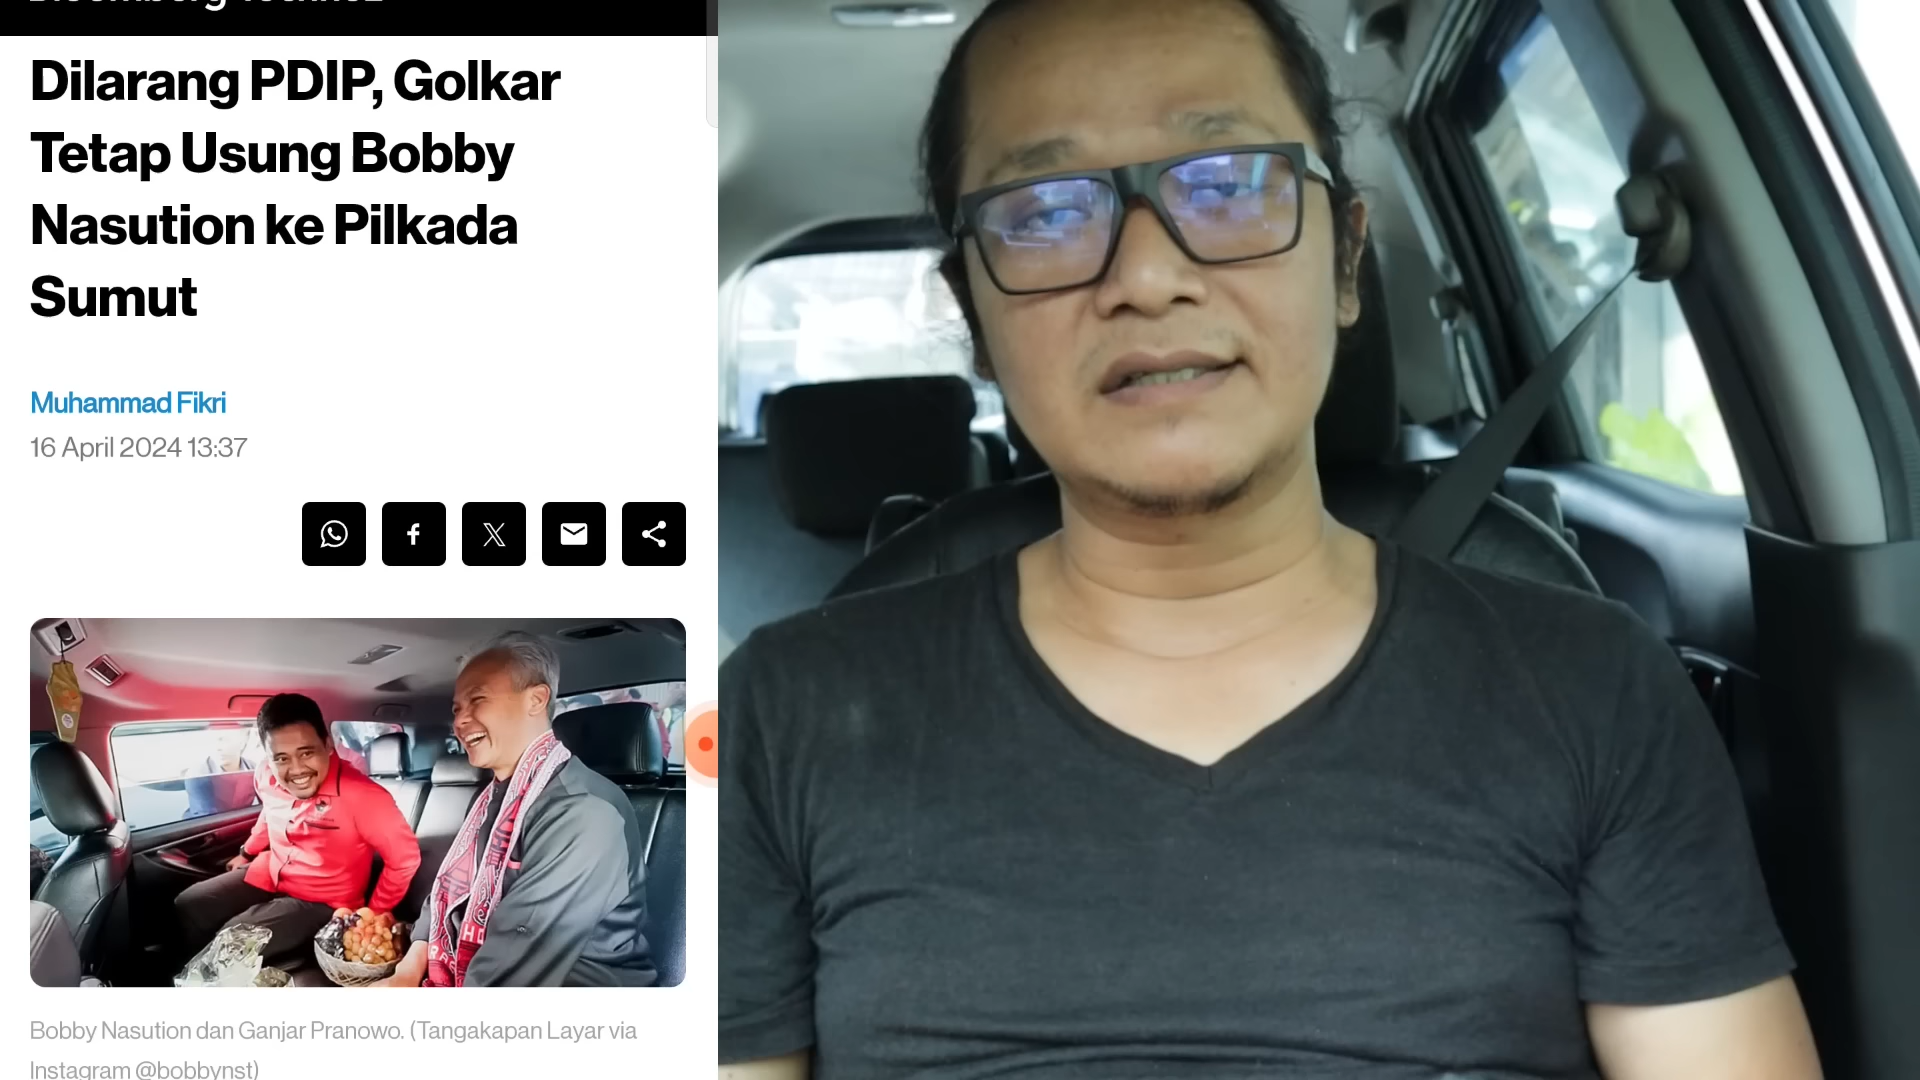 Dilarang PDIP, Golkar
Tetap Usung Bobby
Nasution ke Pilkada
Sumut
Muhammad Fikri
16 April 2024 13:37
Bobby Nasution dan Ganjar Pranowo. (Tangakapan Layar via
Instagram @bobbynst)